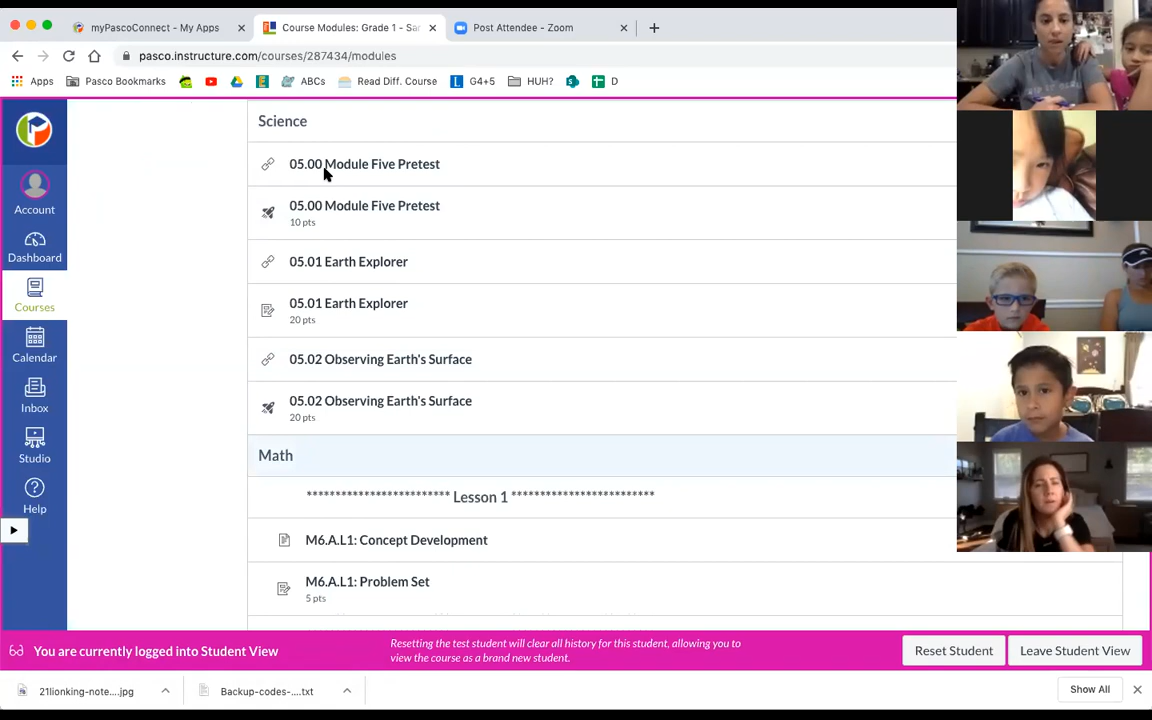 myPascoConnect - My Apps
Course Modules: Grade 1 - Sar
Post Attendee - Zoom
pasco.instructure.com/courses/287434/modules
Apps
Pasco Bookmarks
ABCs
Read Diff. Course
G4+5
HUH?
D
Science
05.00 Module Five Pretest
05.00 Module Five Pretest
10 pts
05.01 Earth Explorer
05.01 Earth Explorer
20 pts
05.02 Observing Earth's Surface
05.02 Observing Earth's Surface
20 pts
Math
************************* Lesson 1 *************************
M6.A.L1: Concept Development
M6.A.L1: Problem Set
5 pts
Account
Dashboard
Courses
Calendar
Inbox
Studio
Help
You are currently logged into Student View
Resetting the test student will clear all history for this student, allowing you to
view the course as a brand new student.
Reset Student
Leave Student View
21lionking-note....jpg
Backup-codes-....txt
Show All